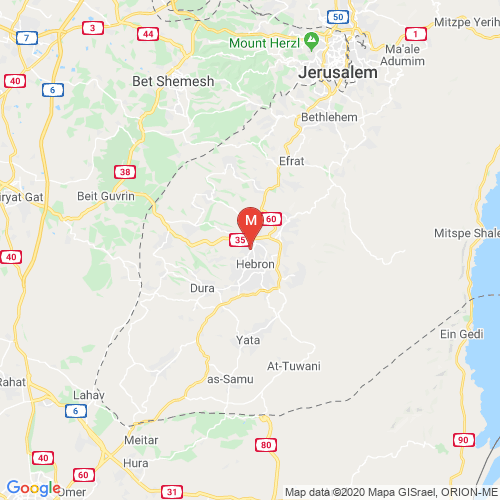 50
Mitzpe Yerih
44
3
7
Mount Herzl
1
Ma'ale
Adumim
Jerusalem
40
Bet Shemesh
6
Bethlehem
Efrat
38
iryat Gat
Beit Guvrin
M
60
35
Mitspe Shale
40
Hebron
Dura
Ein Gedi
Yata
At-Tuwani
as-Samu
Rahat
Lahav
6
Meitar
80
90
40
Hura
60
Google
Omer
31
Map data ©2020 Mapa GISrael, ORION-ME